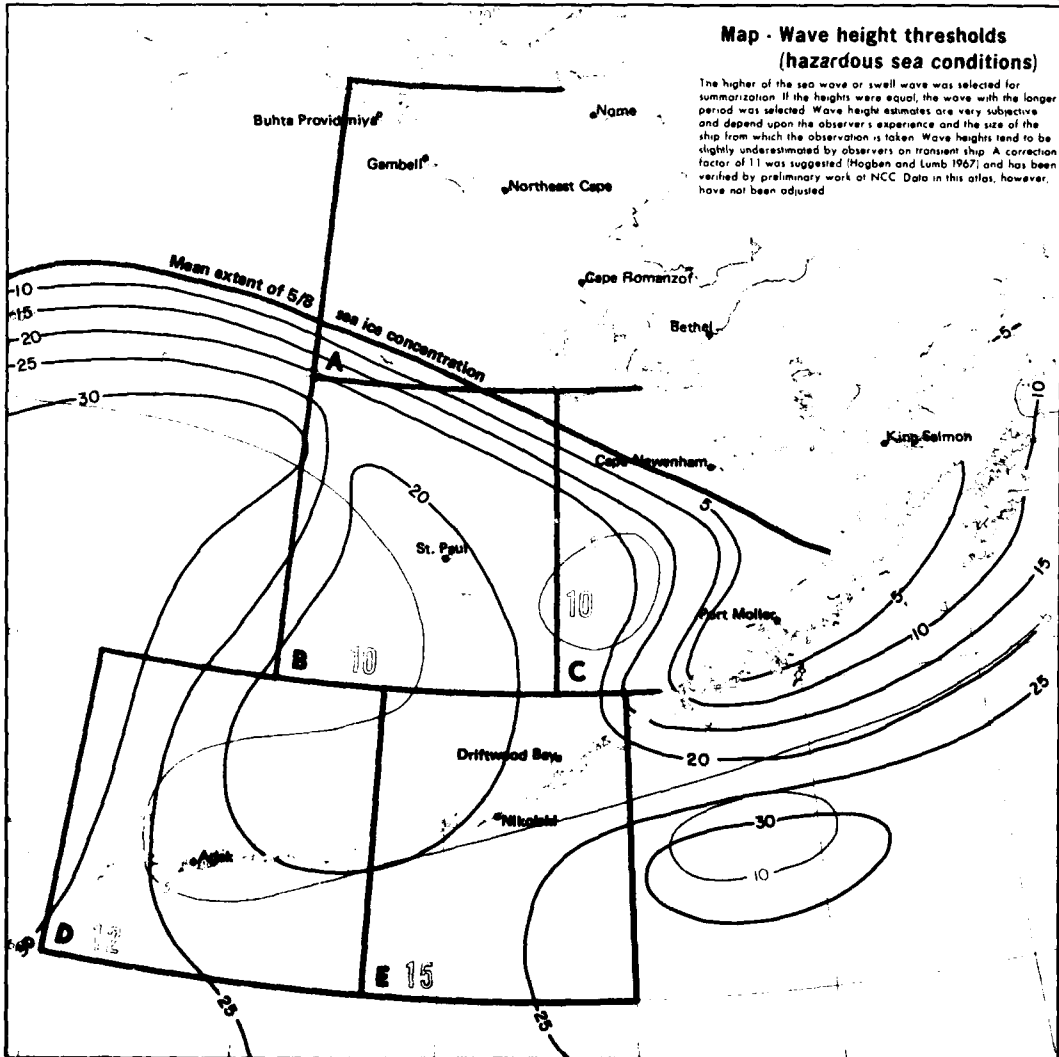 Map - Wave height thresholds
(hazardous sea conditions)
The higher of the sea wave or swell wave was selected for
summarization. If the heights were equal, the wave with the longer
period was selected. Wave height estimates are very subjective
and depend upon the observer's experience and the size of the
ship from which the observation is taken. Wave heights tend to be
slightly underestimated by observers on transient ship. A correction
factor of 11 was suggested (Hogben and Lumb 1967) and has been
verified by preliminary work at NCC. Data in this atlas, however,
have not been adjusted
Buhta Provideniya
Nome
Gambell
Northeast Cape
Mean extent of 5/8 sea ice concentration
Cape Romanzof
Bethel
10
15
20
25
30
A
5
10
King Salmon
Cape Newenham
20
5
St. Paul
10
5
10
15
Port Moller
B
10
C
25
20
Driftwood Bay
Nikolski
30
10
Adak
5
D
12
E
15
25
25